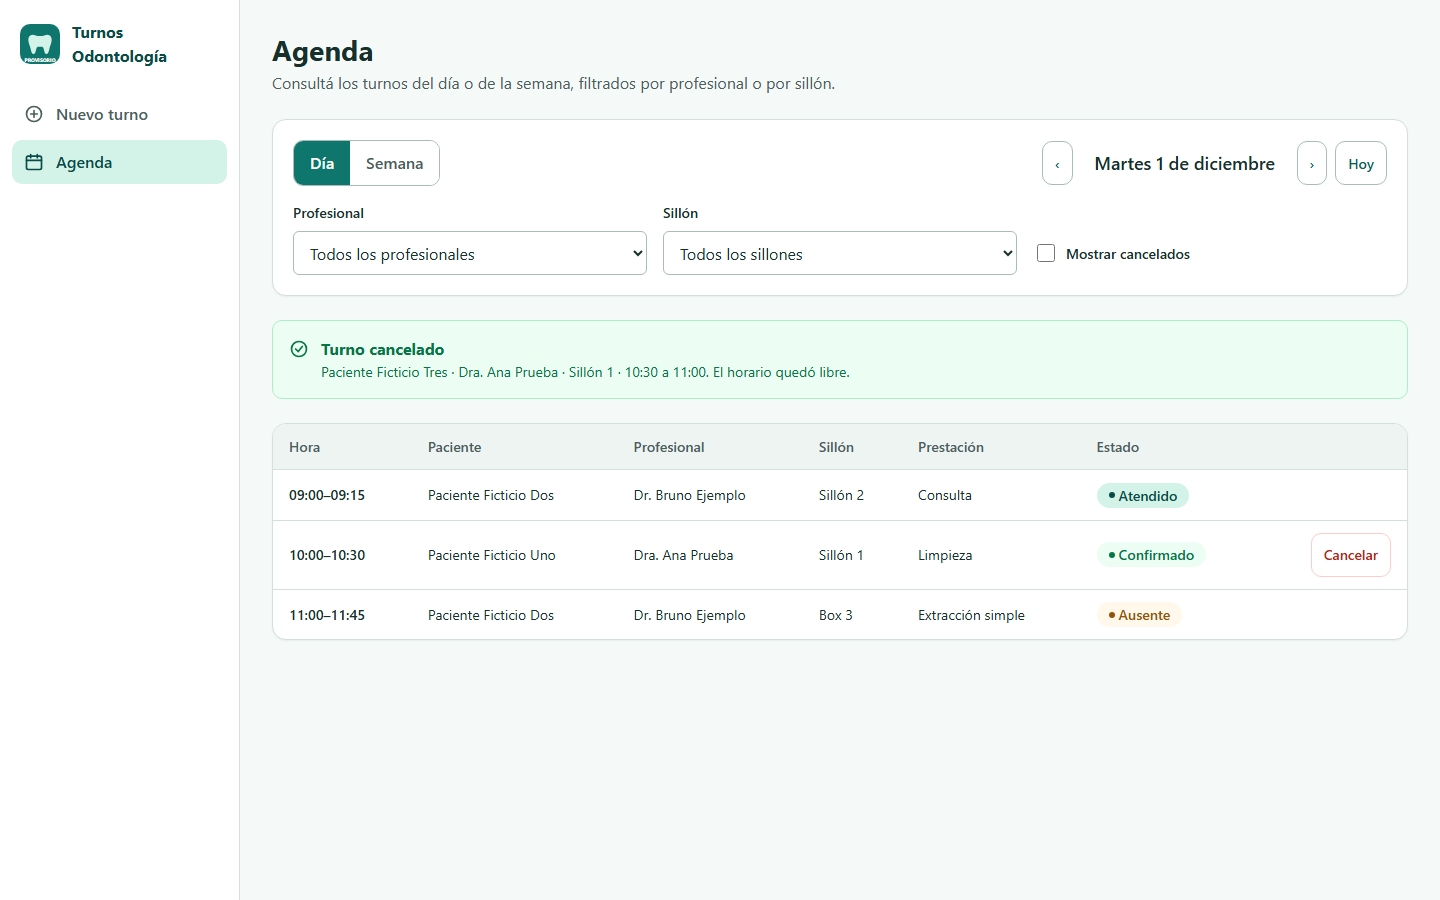 Turnos
Odontología
PROVISORIO
Nuevo turno
Agenda
Agenda
Consultá los turnos del día o de la semana, filtrados por profesional o por sillón.
Día Semana ‹ Martes 1 de diciembre › Hoy
Profesional Sillón
Todos los profesionales Todos los sillones Mostrar cancelados
Turno cancelado
Paciente Ficticio Tres · Dra. Ana Prueba · Sillón 1 · 10:30 a 11:00. El horario quedó libre.
Hora Paciente Profesional Sillón Prestación Estado
09:00–09:15 Paciente Ficticio Dos Dr. Bruno Ejemplo Sillón 2 Consulta Atendido
10:00–10:30 Paciente Ficticio Uno Dra. Ana Prueba Sillón 1 Limpieza Confirmado Cancelar
11:00–11:45 Paciente Ficticio Dos Dr. Bruno Ejemplo Box 3 Extracción simple Ausente